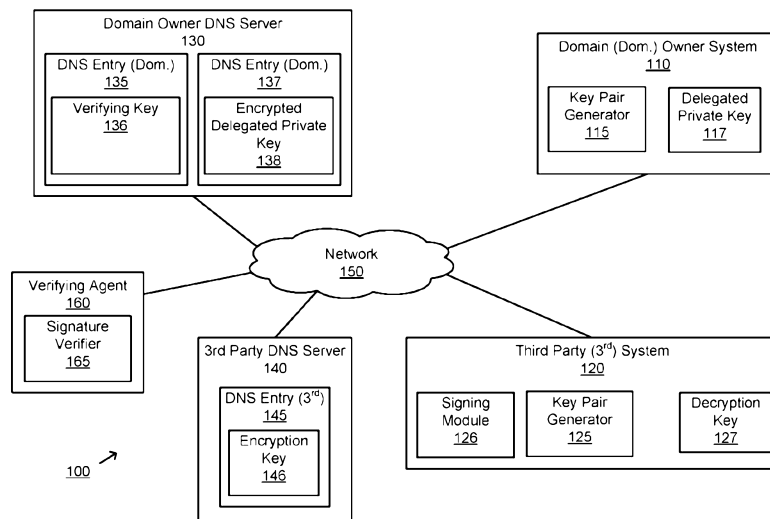 Domain Owner DNS Server
130
DNS Entry (Dom.)
135
Verifying Key
136
DNS Entry (Dom.)
137
Encrypted
Delegated Private
Key
138
Domain (Dom.) Owner System
110
Key Pair
Generator
115
Delegated
Private Key
117
Network
150
Verifying Agent
160
Signature
Verifier
165
3rd Party DNS Server
140
DNS Entry (3rd)
145
Encryption
Key
146
Third Party (3rd) System
120
Signing
Module
126
Key Pair
Generator
125
Decryption
Key
127
100